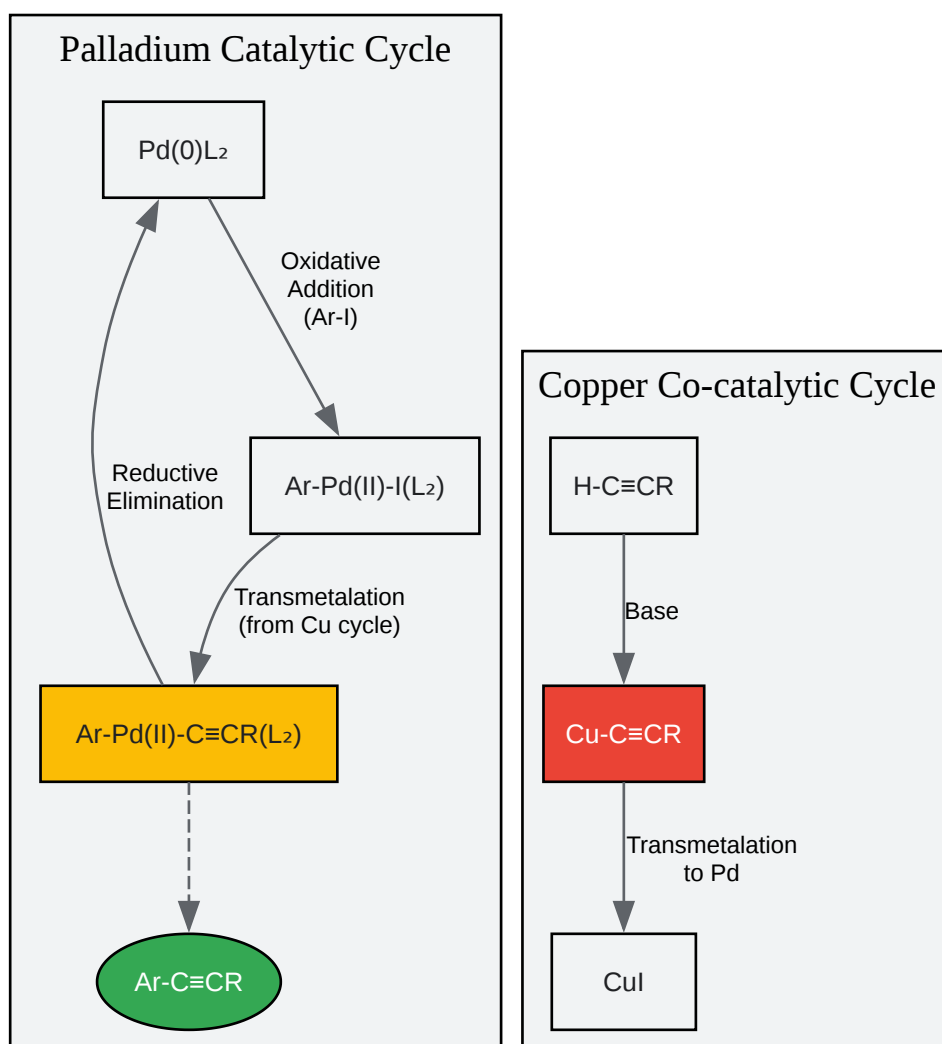 Palladium Catalytic Cycle
Pd(0)L₂
Oxidative
Addition
(Ar-I)
Ar-Pd(II)-I(L₂)
Reductive
Elimination
Transmetalation
(from Cu cycle)
Ar-Pd(II)-C≡CR(L₂)
Ar-C≡CR
Copper Co-catalytic Cycle
H-C≡CR
Base
Cu-C≡CR
Transmetalation
to Pd
CuI